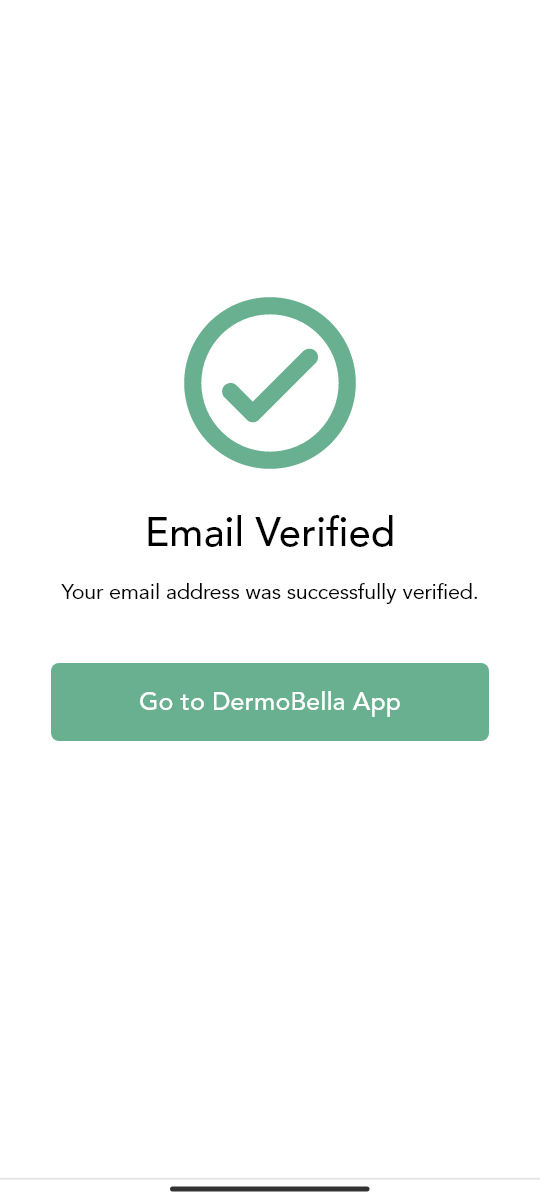 Email Verified
Your email address was successfully verified.
Go to DermoBella App